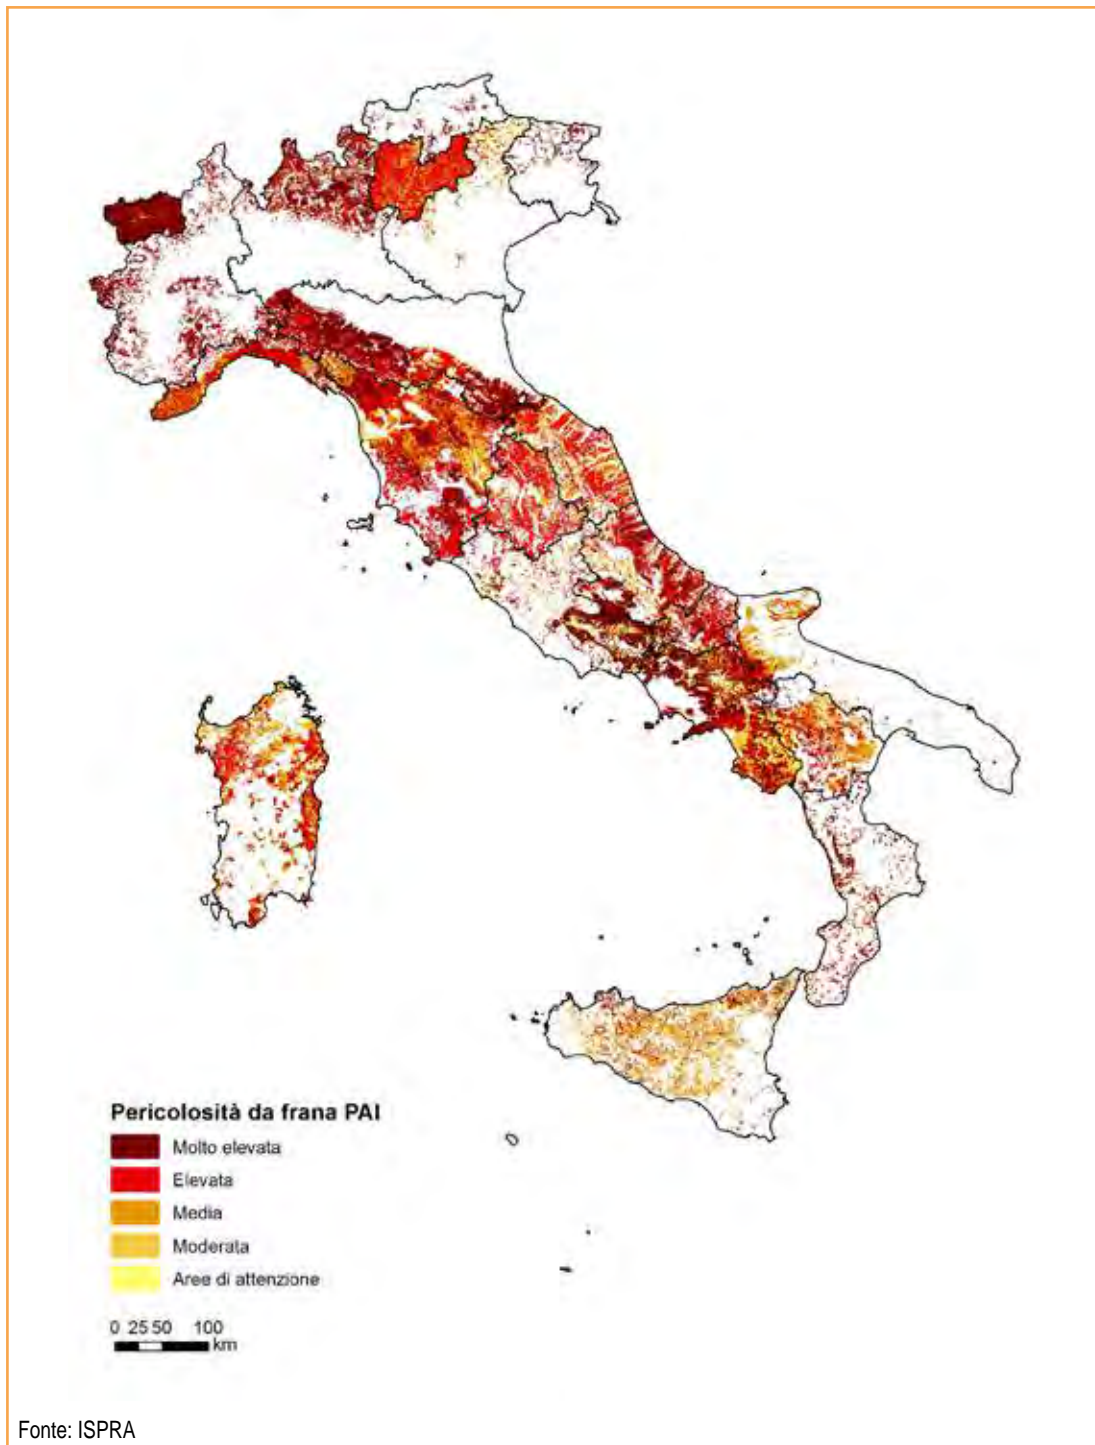 Pericolosità da frana PAI
Molto elevata
Elevata
Media
Moderata
Aree di attenzione
0 25 50 100
km
Fonte: ISPRA